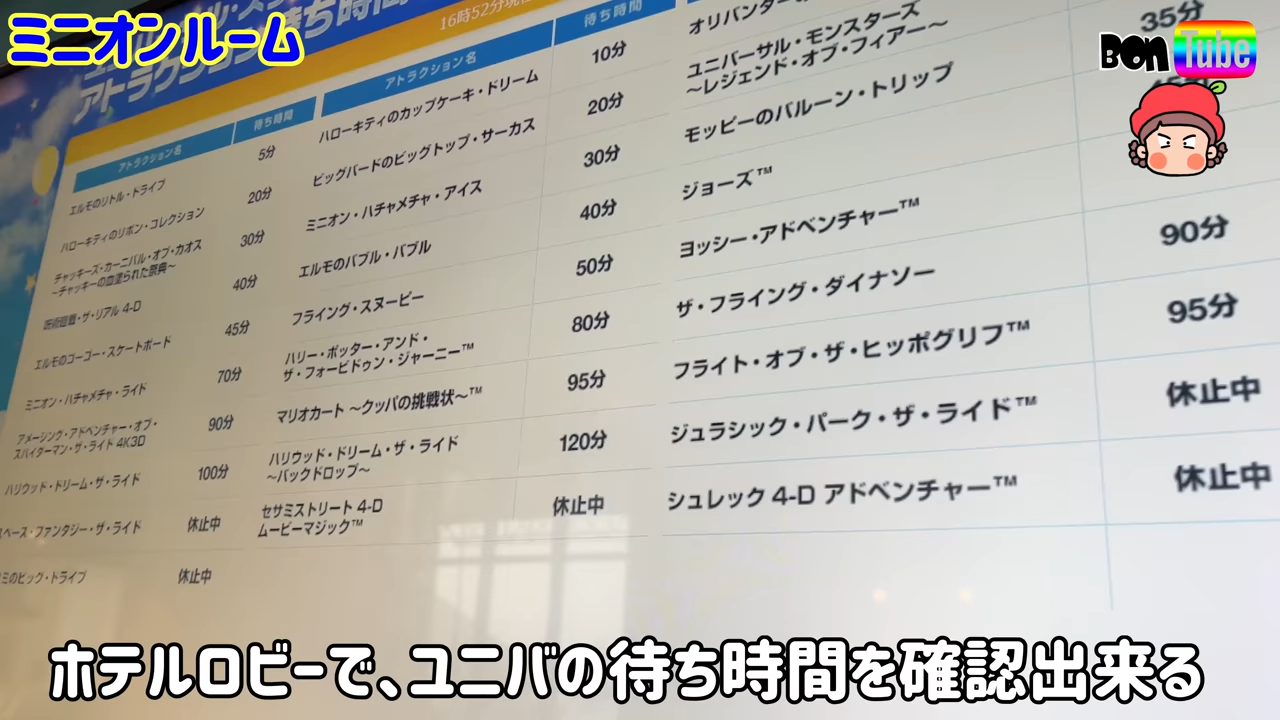 ミニオンルーム
16時52分現在
アトラクション
待ち時間
Bon Tube
アトラクション名 待ち時間
エルモのリトル・ドライブ 5分
ハローキティのリボン・コレクション 20分
チャッキーズ・カーニバル・オブ・カオス
~チャッキーの血塗られた祭典~ 30分
呪術廻戦・ザ・リアル 4-D 40分
エルモのゴーゴー・スケートボード 45分
ミニオン・ハチャメチャ・ライド 70分
アメージング・アドベンチャー・オブ・
スパイダーマン・ザ・ライド 4K3D 90分
ハリウッド・ドリーム・ザ・ライド 100分
ペース・ファンタジー・ザ・ライド 休止中
ミのビッグ・ドライブ 休止中
アトラクション名 待ち時間
ハローキティのカップケーキ・ドリーム 10分
ビッグバードのビッグトップ・サーカス 20分
ミニオン・ハチャメチャ・アイス 30分
エルモのバブル・バブル 40分
フライング・スヌーピー 50分
ハリー・ポッター・アンド・
ザ・フォービドゥン・ジャーニー™ 80分
マリオカート ~クッパの挑戦状~™ 95分
ハリウッド・ドリーム・ザ・ライド
~バックドロップ~ 120分
セサミストリート 4-D
ムービーマジック™ 休止中
オリバンダー
ユニバーサル・モンスターズ
~レジェンド・オブ・フィアー~ 35分
モッピーのバルーン・トリップ
ジョーズ™
ヨッシー・アドベンチャー™
ザ・フライング・ダイナソー 90分
フライト・オブ・ザ・ヒッポグリフ™ 95分
ジュラシック・パーク・ザ・ライド™ 休止中
シュレック 4-D アドベンチャー™ 休止中
ホテルロビーで、ユニバの待ち時間を確認出来る